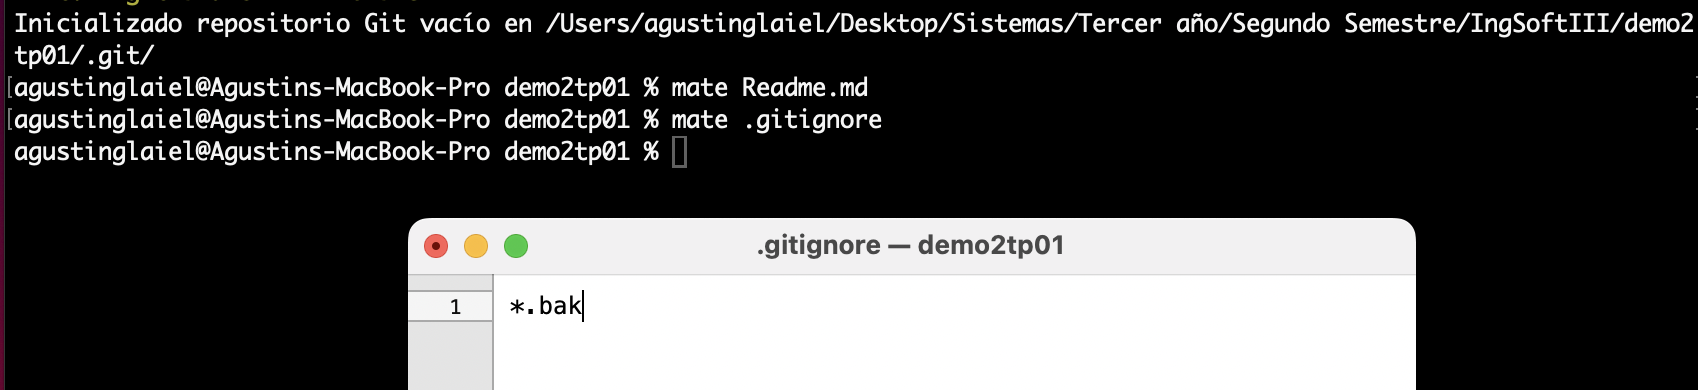 Inicializado repositorio Git vacío en /Users/agustinglaiel/Desktop/Sistemas/Tercer año/Segundo Semestre/IngSoftIII/demo2
tp01/.git/
[agustinglaiel@Agustins-MacBook-Pro demo2tp01 % mate Readme.md
[agustinglaiel@Agustins-MacBook-Pro demo2tp01 % mate .gitignore
agustinglaiel@Agustins-MacBook-Pro demo2tp01 %
.gitignore — demo2tp01
1 *.bak